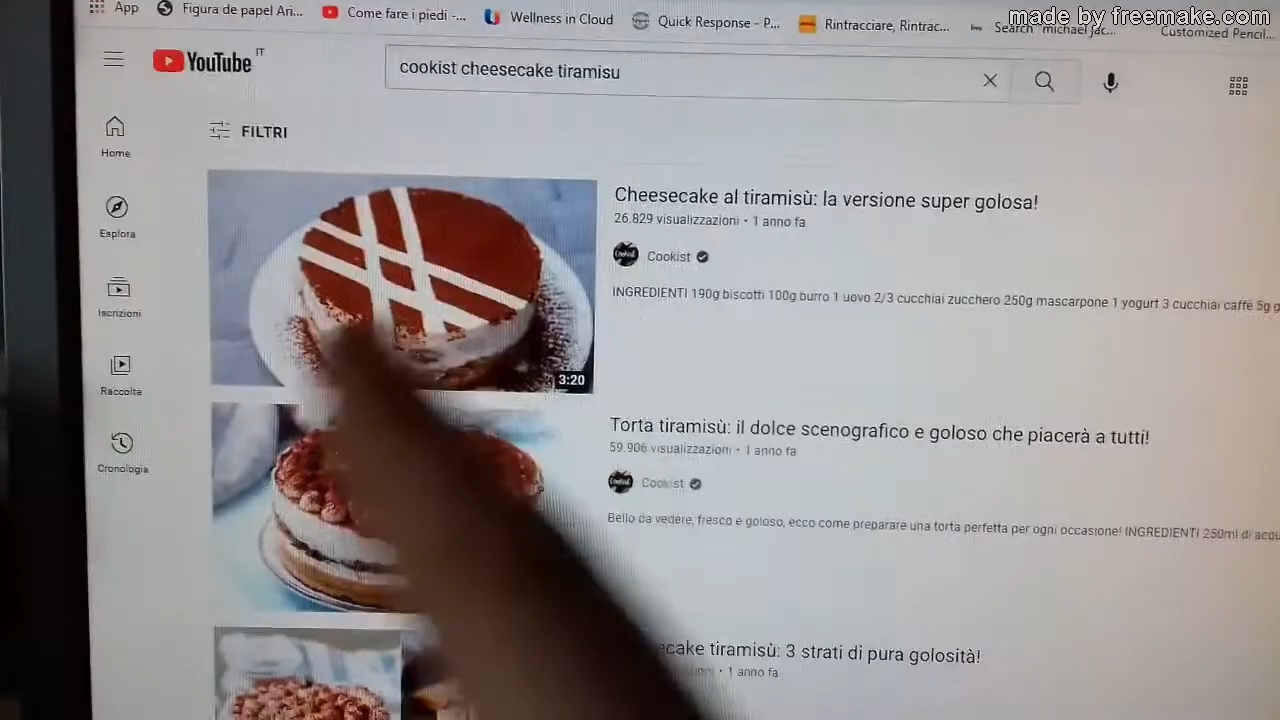 made by freemake.com
App
Figura de papel Ari...
Come fare i piedi -...
Wellness in Cloud
Quick Response - P...
Rintracciare, Rintrac...
Search "michael jac...
Customized Pencil...
YouTube IT
cookist cheesecake tiramisu
Home
Esplora
Iscrizioni
Raccolta
Cronologia
FILTRI
3:20
Cheesecake al tiramisù: la versione super golosa!
26.829 visualizzazioni • 1 anno fa
Cookist
INGREDIENTI 190g biscotti 100g burro 1 uovo 2/3 cucchiai zucchero 250g mascarpone 1 yogurt 3 cucchiai caffè 5g g
Torta tiramisù: il dolce scenografico e goloso che piacerà a tutti!
59.906 visualizzazioni • 1 anno fa
Cookist
Bello da vedere, fresco e goloso, ecco come preparare una torta perfetta per ogni occasione! INGREDIENTI 250ml di acqu
ecake tiramisù: 3 strati di pura golosità!
• 1 anno fa